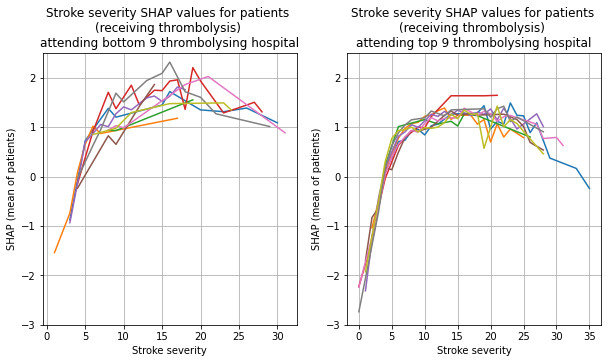 Stroke severity SHAP values for patients
(receiving thrombolysis)
attending bottom 9 thrombolysing hospital
2
1
0
−1
−2
−3
0 5 10 15 20 25 30
SHAP (mean of patients)
Stroke severity
Stroke severity SHAP values for patients
(receiving thrombolysis)
attending top 9 thrombolysing hospital
2
1
0
−1
−2
−3
0 5 10 15 20 25 30 35
SHAP (mean of patients)
Stroke severity